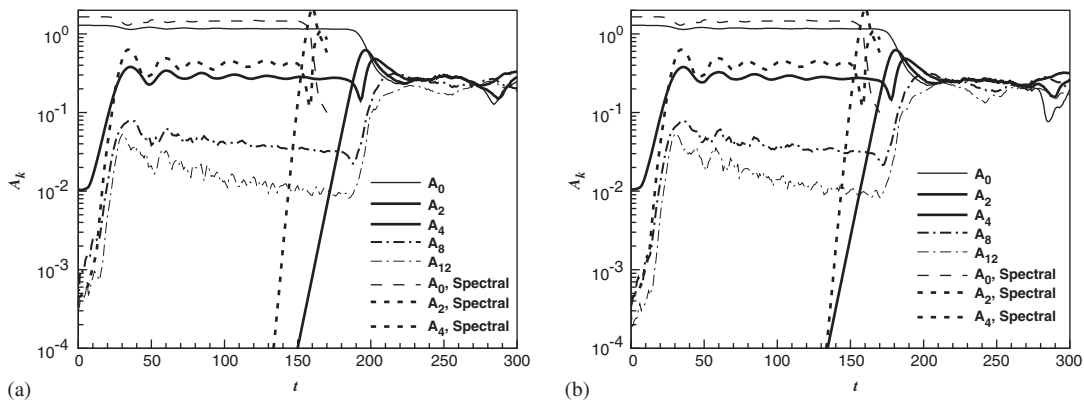 10⁰
10⁻¹
10⁻²
10⁻³
10⁻⁴
A_k
A₀
A₂
A₄
A₈
A₁₂
A₀, Spectral
A₂, Spectral
A₄, Spectral
0 50 100 150 200 250 300
t
(a)
10⁰
10⁻¹
10⁻²
10⁻³
10⁻⁴
A_k
A₀
A₂
A₄
A₈
A₁₂
A₀, Spectral
A₂, Spectral
A₄, Spectral
0 50 100 150 200 250 300
t
(b)